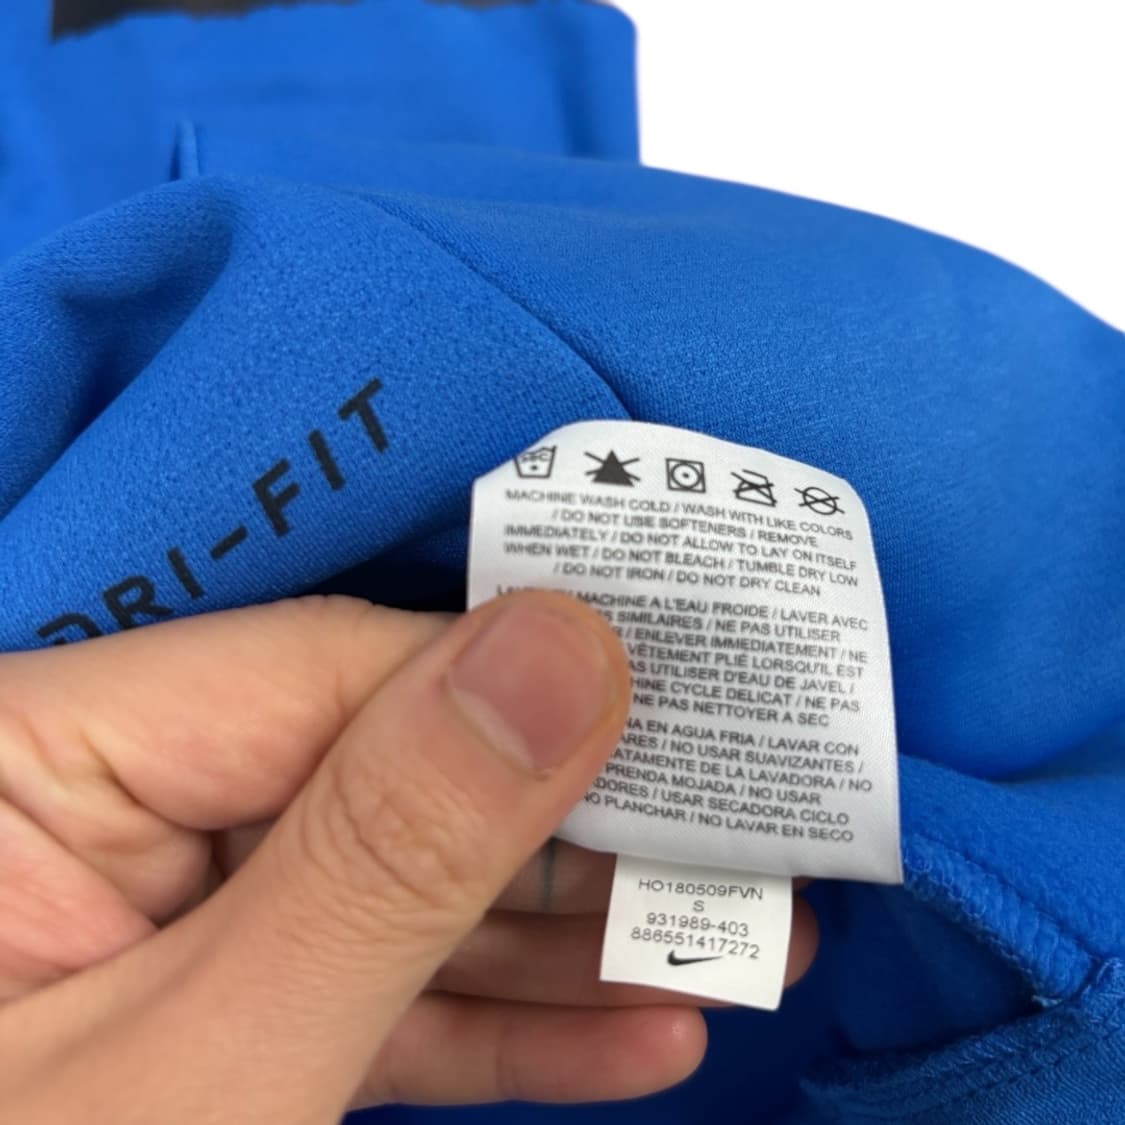 DRI-FIT
30C
MACHINE WASH COLD / WASH WITH LIKE COLORS
/ DO NOT USE SOFTENERS / REMOVE
IMMEDIATELY / DO NOT ALLOW TO LAY ON ITSELF
WHEN WET / DO NOT BLEACH / TUMBLE DRY LOW
/ DO NOT IRON / DO NOT DRY CLEAN
MACHINE A L'EAU FROIDE / LAVER AVEC
SIMILAIRES / NE PAS UTILISER
/ ENLEVER IMMEDIATEMENT / NE
VÊTEMENT PLIÉ LORSQU'IL EST
UTILISER D'EAU DE JAVEL /
CYCLE DELICAT / NE PAS
NE PAS NETTOYER A SEC
EN AGUA FRIA / LAVAR CON
/ NO USAR SUAVIZANTES /
DE LA LAVADORA / NO
PRENDA MOJADA / NO USAR
/ USAR SECADORA CICLO
NO PLANCHAR / NO LAVAR EN SECO
HO180509FVN
S
931989-403
886551417272